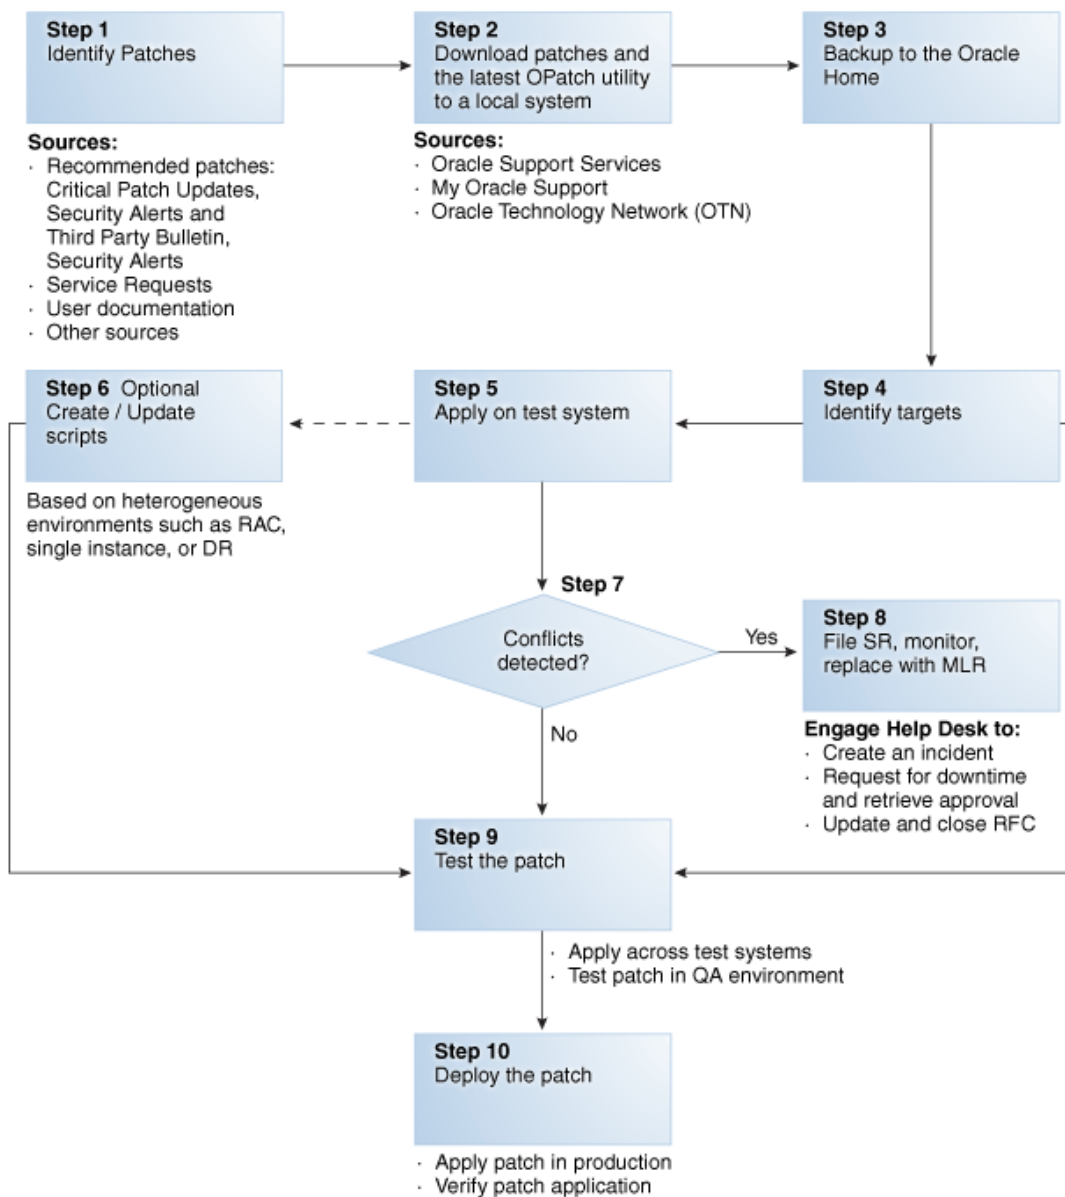 Step 1
Identify Patches
Sources:
· Recommended patches:
Critical Patch Updates,
Security Alerts and
Third Party Bulletin,
Security Alerts
· Service Requests
· User documentation
· Other sources
Step 2
Download patches and
the latest OPatch utility
to a local system
Sources:
· Oracle Support Services
· My Oracle Support
· Oracle Technology Network (OTN)
Step 3
Backup to the Oracle
Home
Step 4
Identify targets
Step 5
Apply on test system
Step 6 Optional
Create / Update
scripts
Based on heterogeneous
environments such as RAC,
single instance, or DR
Step 7
Conflicts
detected?
Yes
No
Step 8
File SR, monitor,
replace with MLR
Engage Help Desk to:
· Create an incident
· Request for downtime
and retrieve approval
· Update and close RFC
Step 9
Test the patch
· Apply across test systems
· Test patch in QA environment
Step 10
Deploy the patch
· Apply patch in production
· Verify patch application